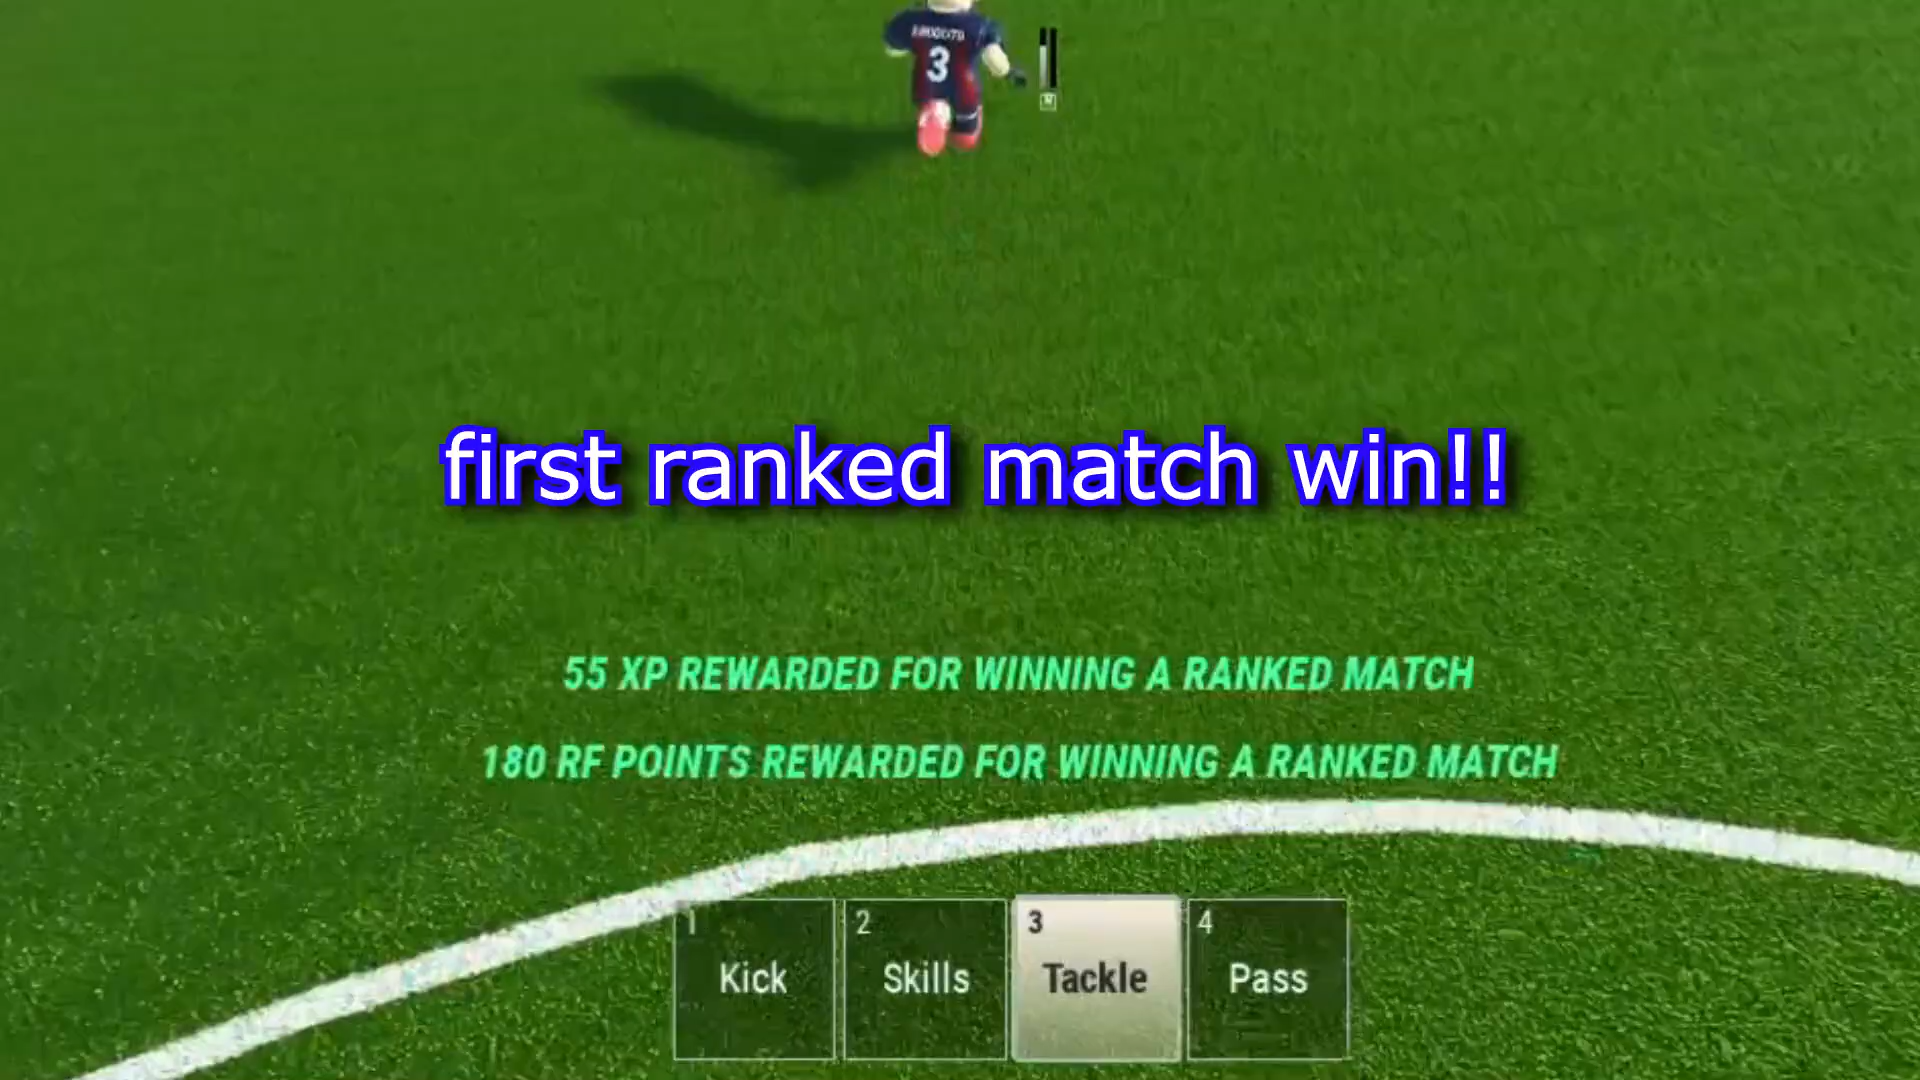 3
first ranked match win!!
55 XP REWARDED FOR WINNING A RANKED MATCH
180 RF POINTS REWARDED FOR WINNING A RANKED MATCH
1
Kick
2
Skills
3
Tackle
4
Pass